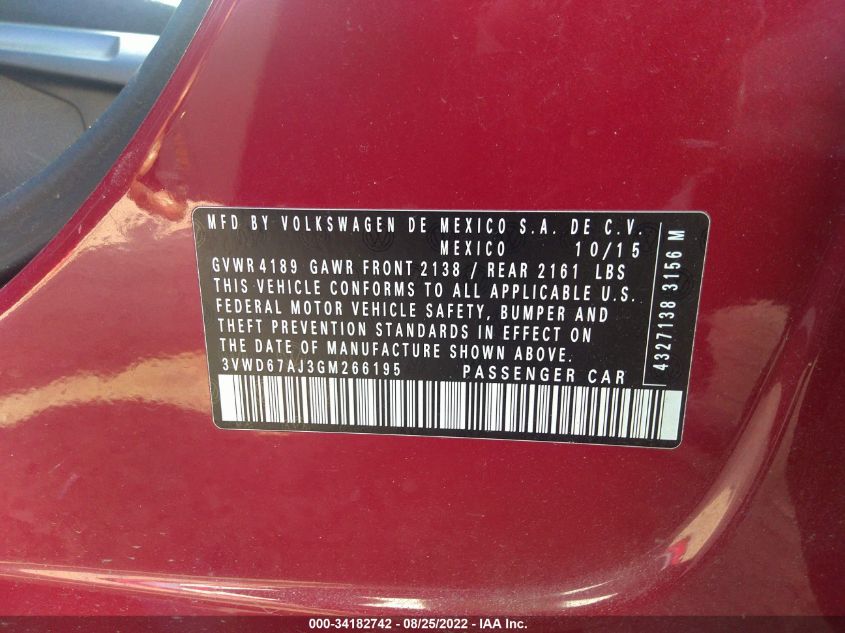 MFD BY VOLKSWAGEN DE MEXICO S.A. DE C.V.
MEXICO 10/15
GVWR 4189 GAWR FRONT 2138 / REAR 2161 LBS
THIS VEHICLE CONFORMS TO ALL APPLICABLE U.S.
FEDERAL MOTOR VEHICLE SAFETY, BUMPER AND
THEFT PREVENTION STANDARDS IN EFFECT ON
THE DATE OF MANUFACTURE SHOWN ABOVE.
3VWD67AJ3GM266195 PASSENGER CAR
4327138 3156 M
000-34182742 - 08/25/2022 - IAA Inc.